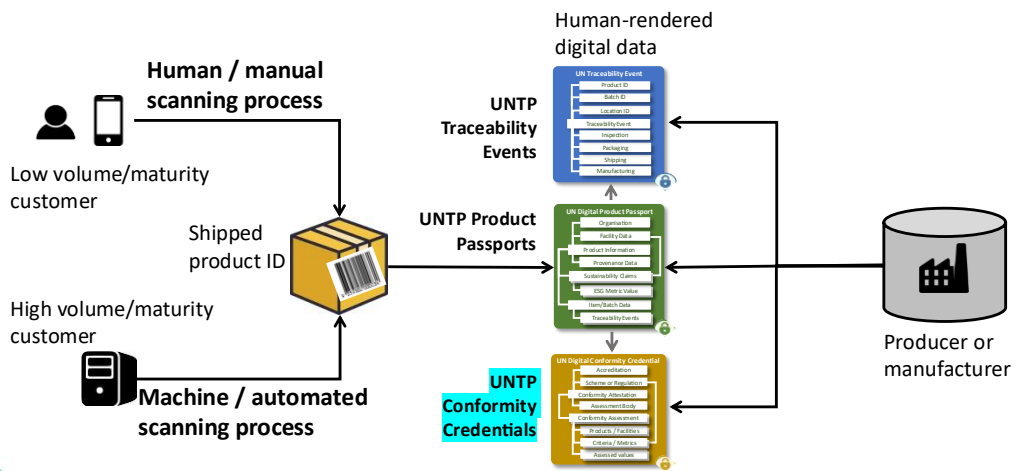 Human-rendered
digital data
Human / manual
scanning process
Low volume/maturity
customer
Shipped
product ID
High volume/maturity
customer
Machine / automated
scanning process
UNTP
Traceability
Events
UN Traceability Event
Product ID
Batch ID
Location ID
Traceability Event
Inspection
Packaging
Shipping
Manufacturing
UNTP Product
Passports
UN Digital Product Passport
Organisation
Facility Data
Product Information
Provenance Data
Sustainability Claims
ESG Metric Value
Item/Batch Data
Traceability Events
UNTP
Conformity
Credentials
UN Digital Conformity Credential
Accreditation
Scheme or Regulation
Conformity Attestation
Assessment Body
Conformity Assessment
Products / Facilities
Criteria / Metrics
Assessed values
Producer or
manufacturer